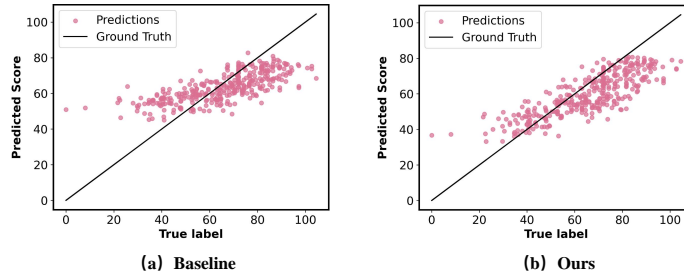 Predictions
Ground Truth
100
80
60
40
20
0
Predicted Score
0 20 40 60 80 100
True label
(a) Baseline
Predictions
Ground Truth
100
80
60
40
20
0
Predicted Score
0 20 40 60 80 100
True label
(b) Ours